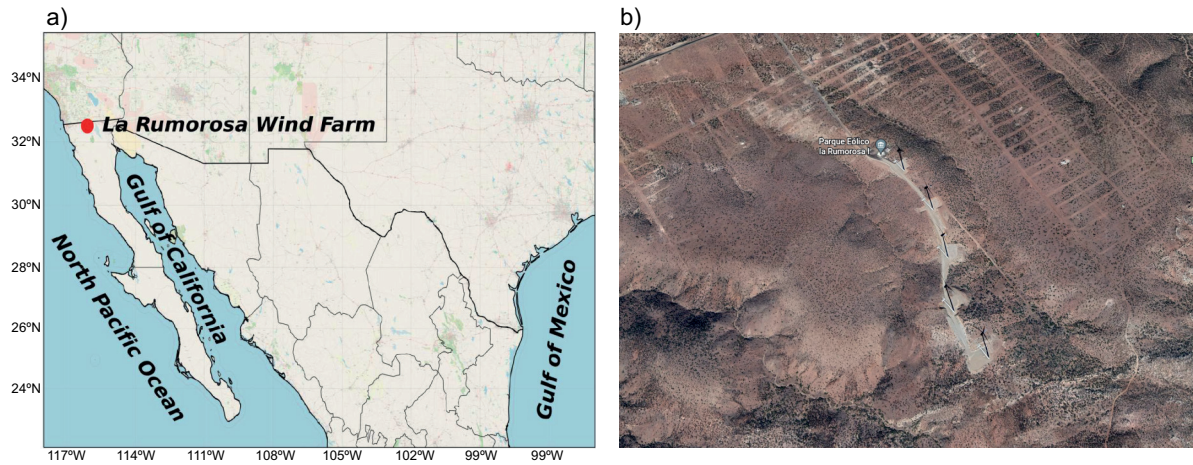 a)
b)
34ºN
32ºN
30ºN
28ºN
26ºN
24ºN
La Rumorosa Wind Farm
Gulf of California
North Pacific Ocean
Gulf of Mexico
117ºW 114ºW 111ºW 108ºW 105ºW 102ºW 99ºW 99ºW
Parque Eólico
la Rumorosa I